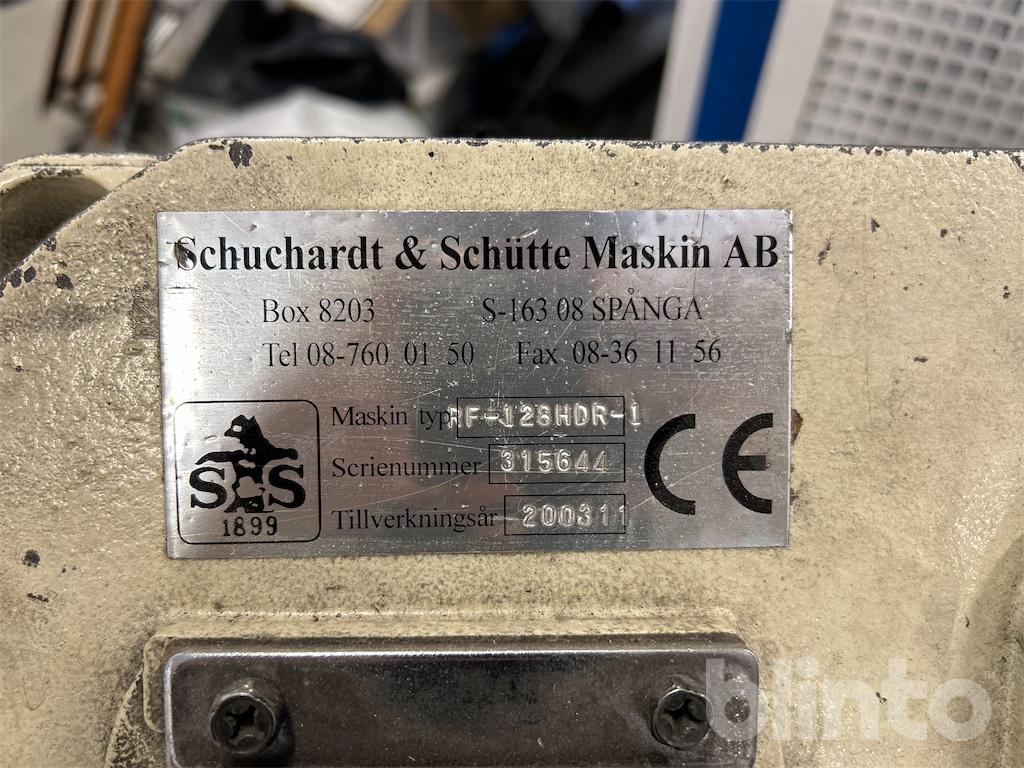 Schuchardt & Schütte Maskin AB
Box 8203 S-163 08 SPÅNGA
Tel 08-760 01 50 Fax 08-36 11 56
Maskin typ RF-128HDR-1
Scrienummer 315644
Tillverkningsår 200311
S&S
1899
CE
blinto